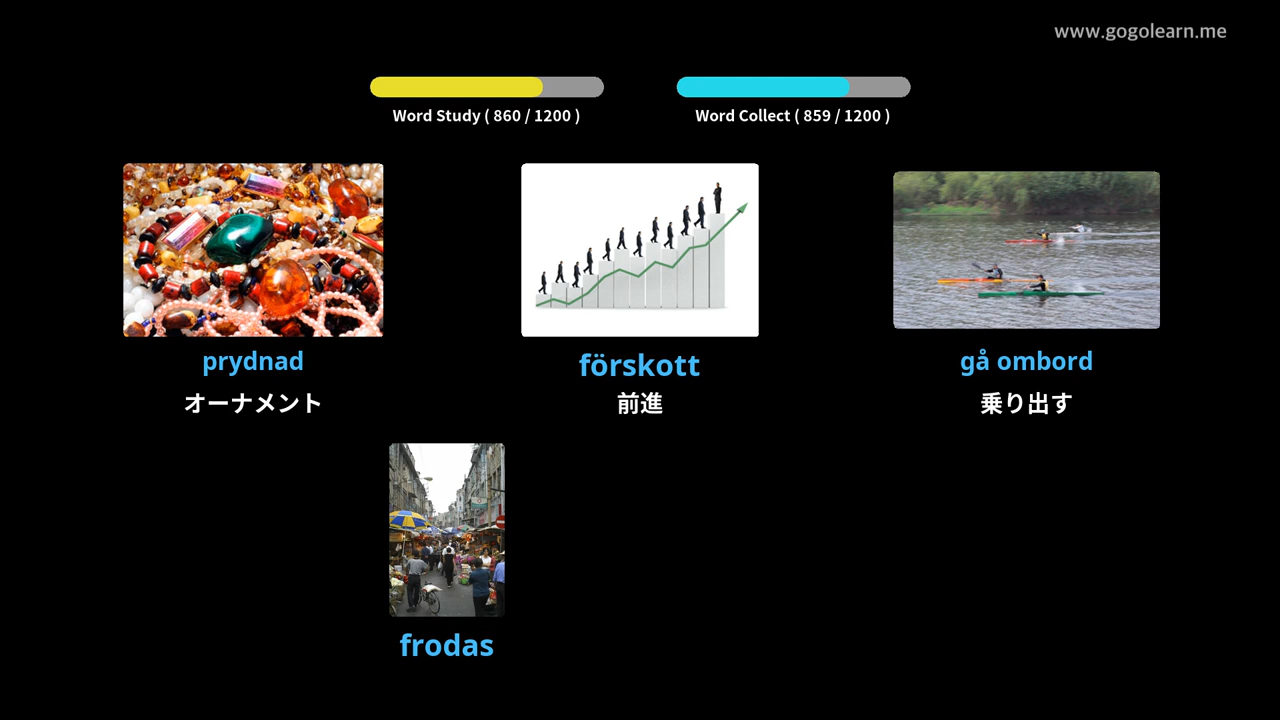 www.gogolearn.me
Word Study ( 860 / 1200 )
Word Collect ( 859 / 1200 )
prydnad
オーナメント
förskott
前進
gå ombord
乗り出す
frodas